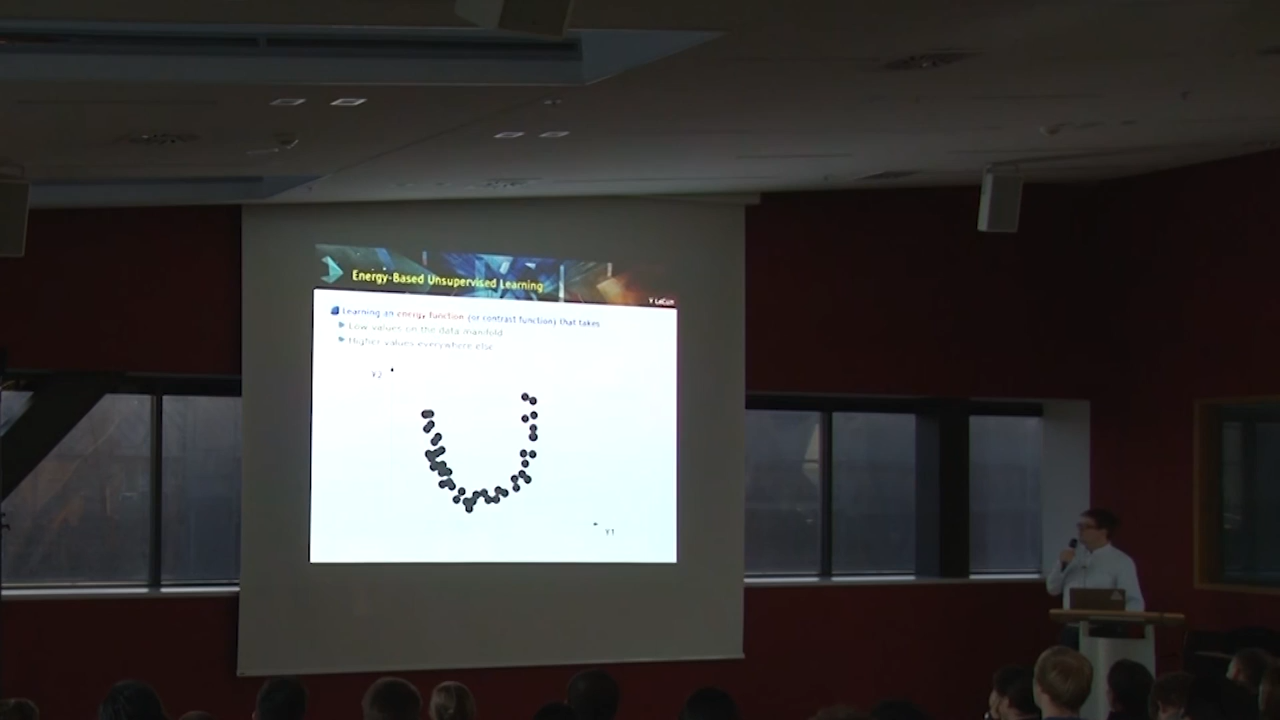 Energy-Based Unsupervised Learning
Y LeCun
Learning an energy function (or contrast function) that takes
Low values on the data manifold
Higher values everywhere else
Y2
Y1